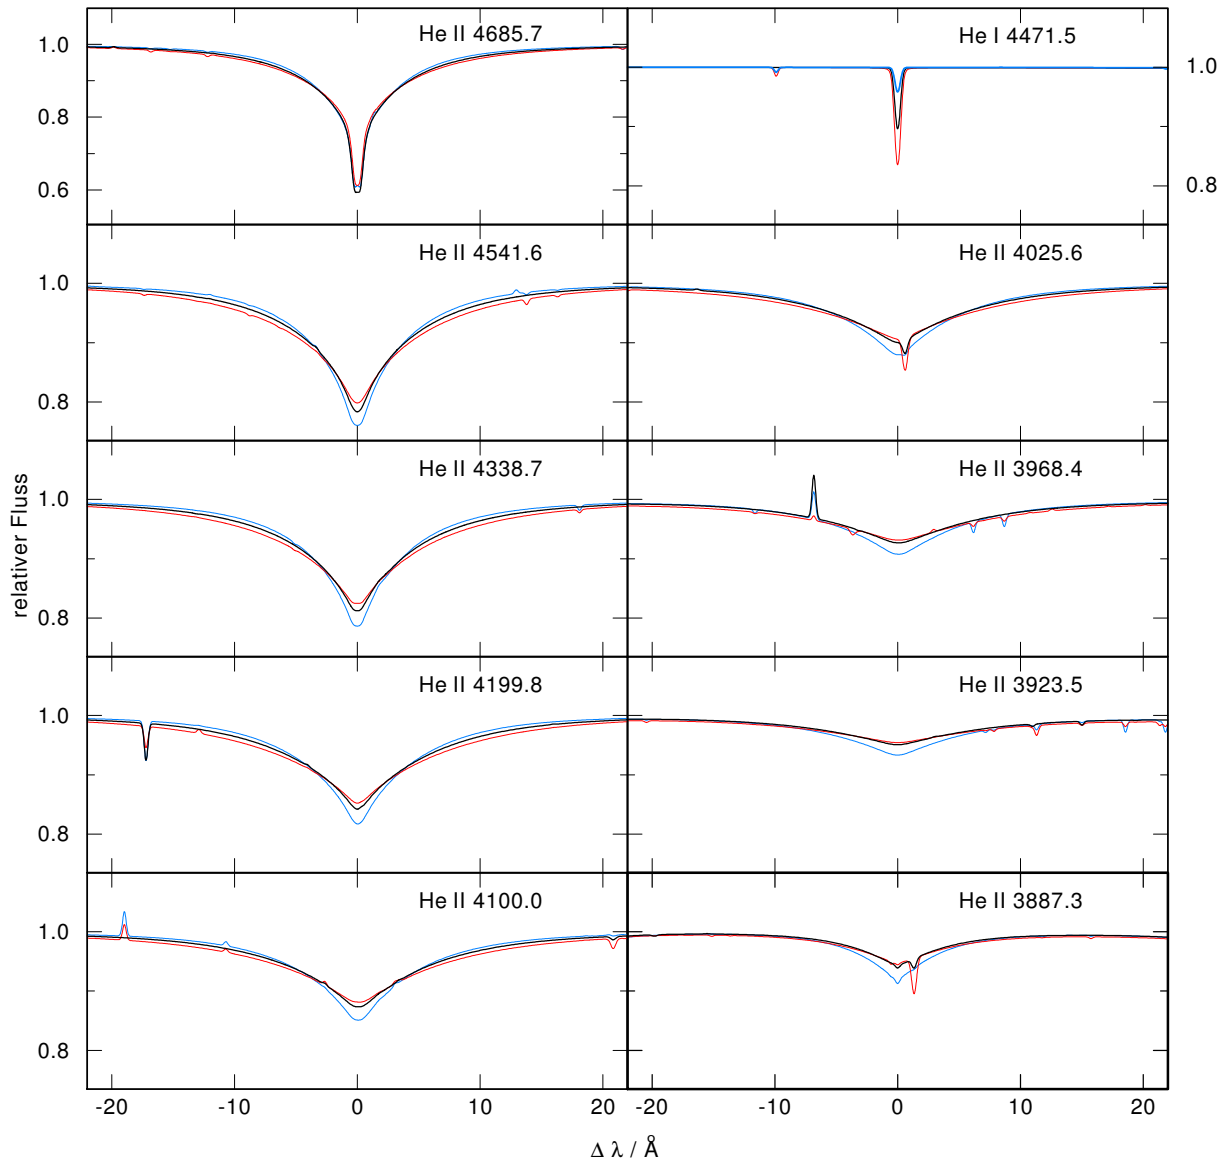 He II 4685.7
1.0
0.8
0.6
-20
-10
0
10
20
He I 4471.5
1.0
0.8
He II 4541.6
1.0
0.8
He II 4025.6
He II 4338.7
1.0
0.8
He II 3968.4
He II 4199.8
1.0
0.8
He II 3923.5
He II 4100.0
1.0
0.8
He II 3887.3
-20
-10
0
10
20
relativer Fluss
Δ λ / Å